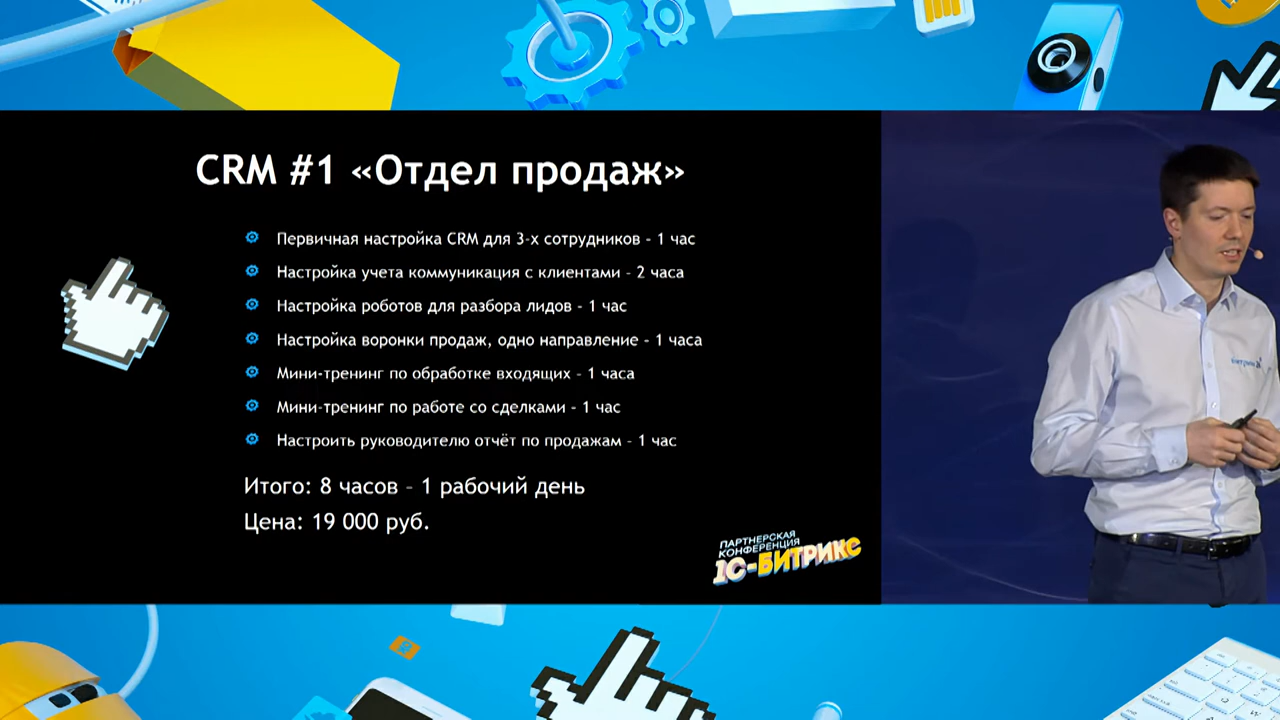 CRM #1 «Отдел продаж»
Первичная настройка CRM для 3-х сотрудников - 1 час
Настройка учета коммуникация с клиентами - 2 часа
Настройка роботов для разбора лидов - 1 час
Настройка воронки продаж, одно направление - 1 часа
Мини-тренинг по обработке входящих - 1 часа
Мини-тренинг по работе со сделками - 1 час
Настроить руководителю отчёт по продажам - 1 час
Итого: 8 часов - 1 рабочий день
Цена: 19 000 руб.
ПАРТНЕРСКАЯ
КОНФЕРЕНЦИЯ
1С-БИТРИКС